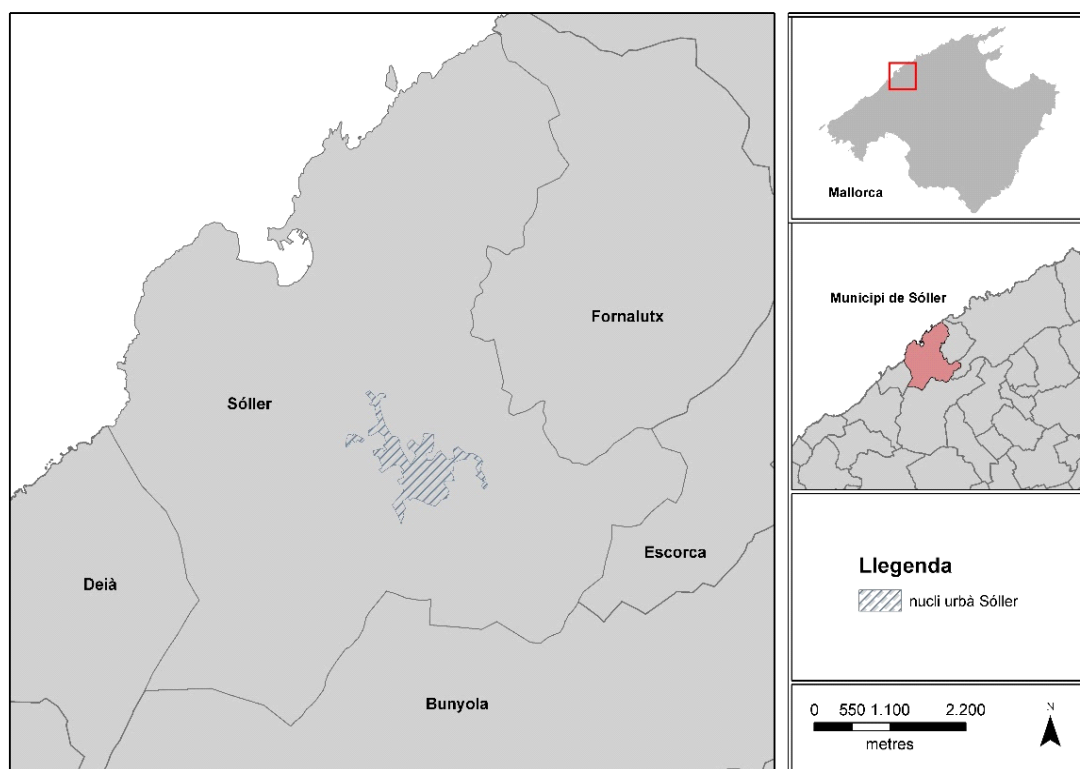 Fornalutx
Sóller
Escorca
Deià
Bunyola
Mallorca
Municipi de Sóller
Llegenda
nucli urbà Sóller
0 550 1.100 2.200
metres
N